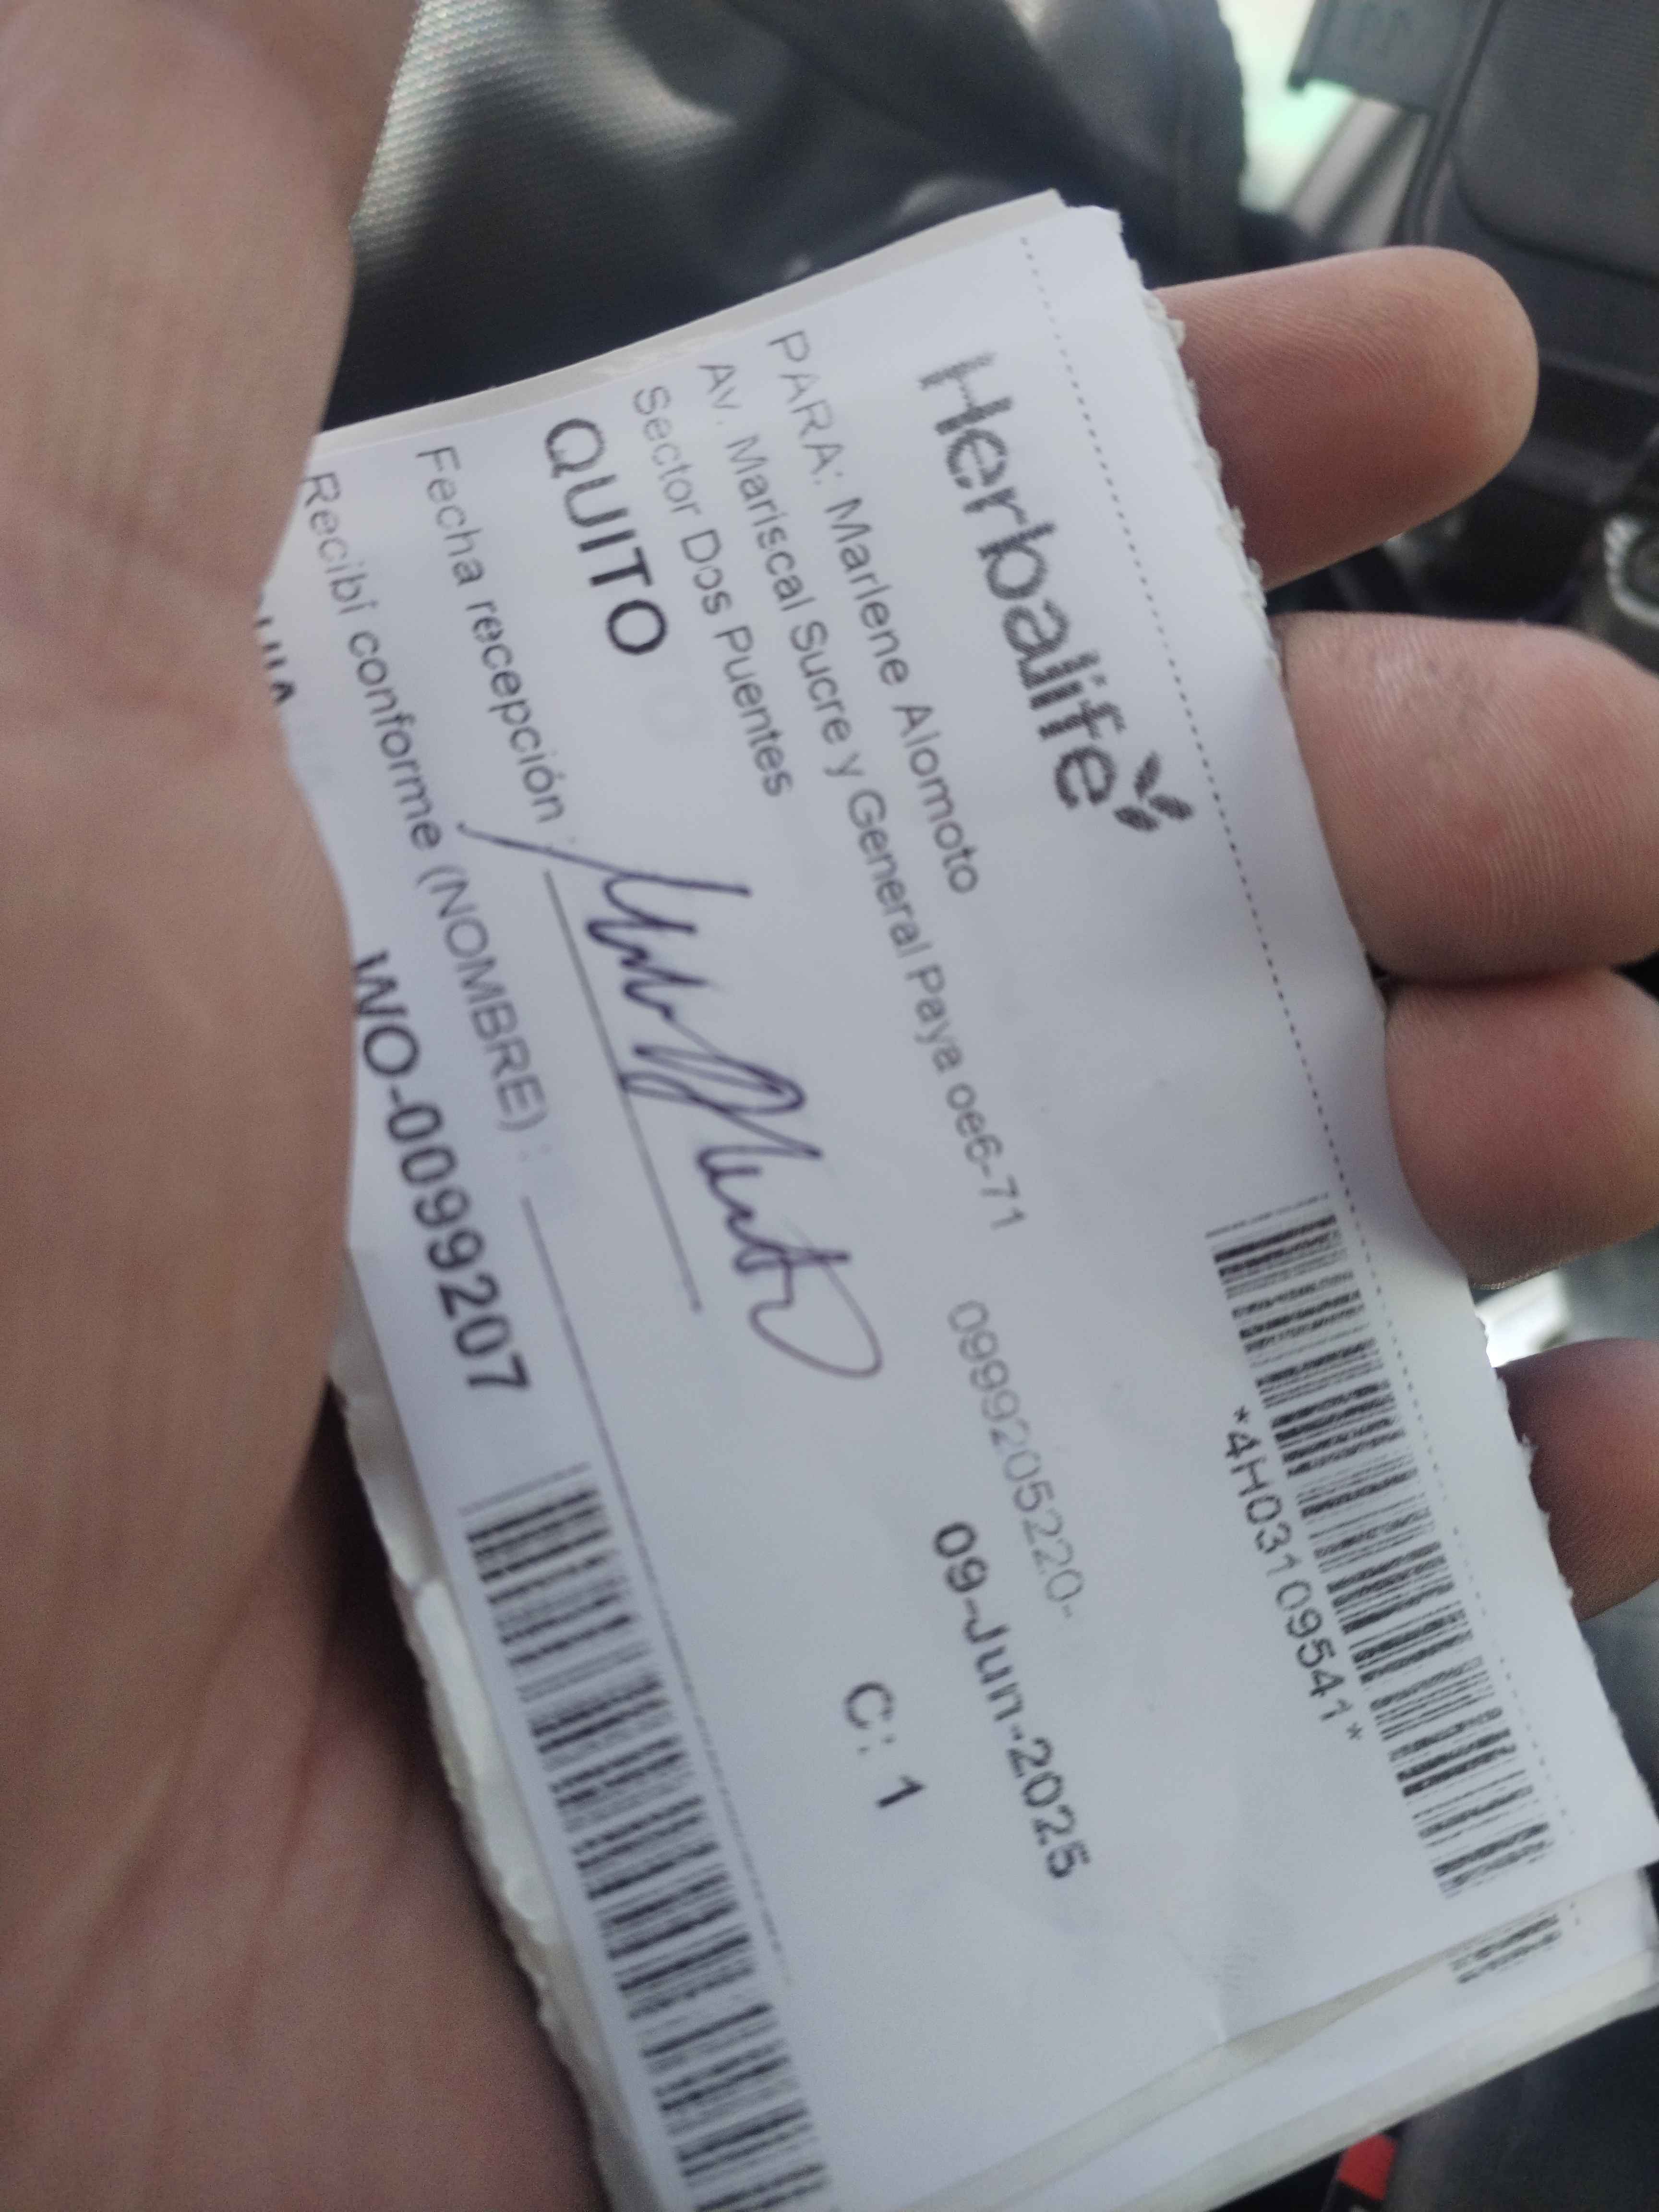 Herbalife
*4H03109541*
PARA: Marlene Alomoto
Av. Mariscal Sucre y General Paya oe6-71 0999205220-
Sector Dos Puentes
09-Jun-2025
QUITO
C: 1
Fecha recepción :
Recibí conforme (NOMBRE) :
WO-0099207